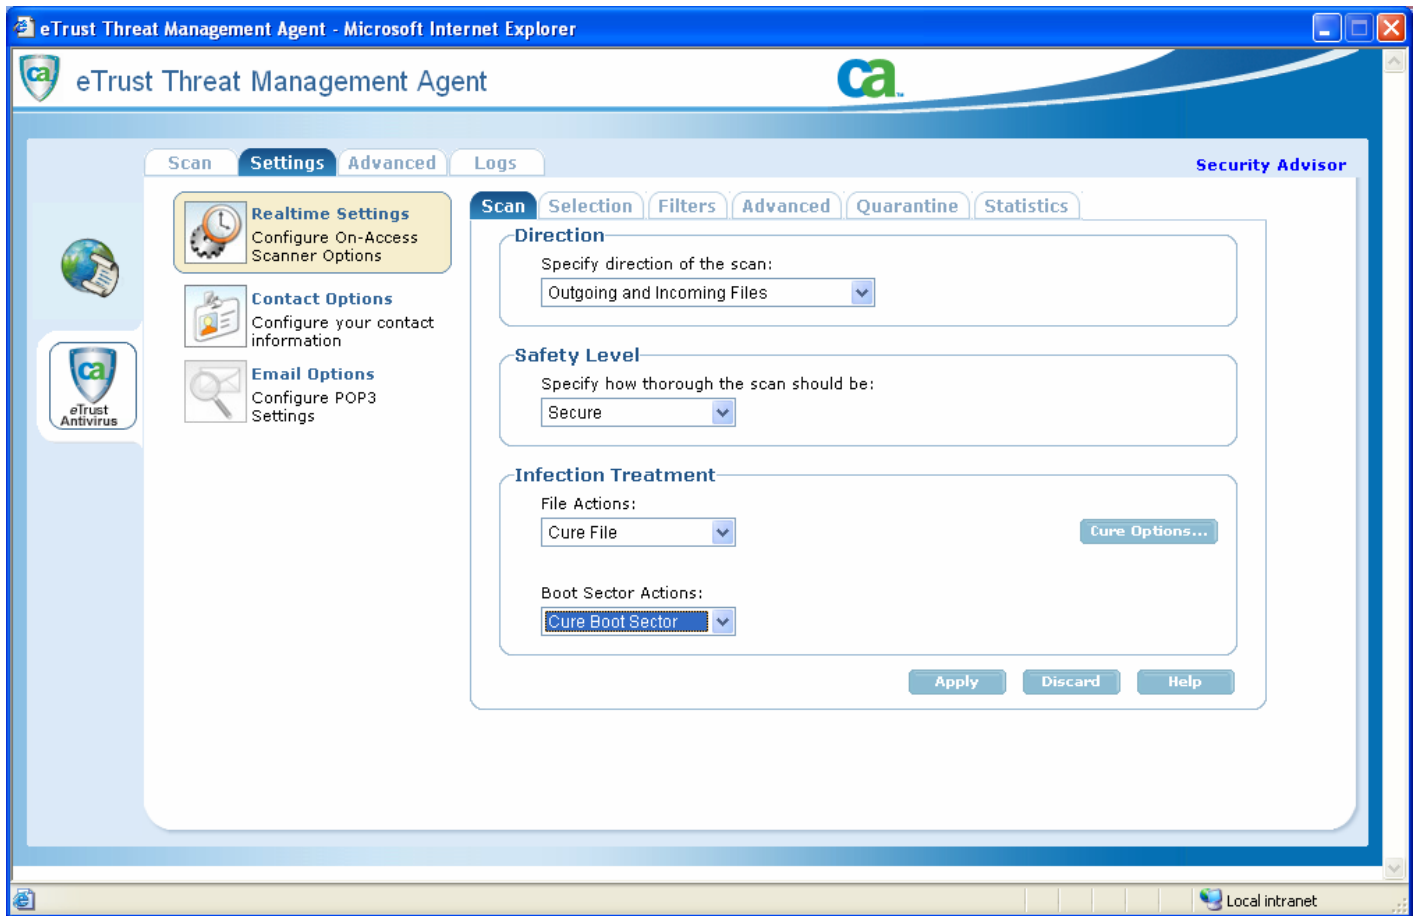 eTrust Threat Management Agent - Microsoft Internet Explorer
ca
eTrust Threat Management Agent
ca
Scan Settings Advanced Logs
Security Advisor
Realtime Settings
Configure On-Access
Scanner Options
Contact Options
Configure your contact
information
Email Options
Configure POP3
Settings
ca
eTrust
Antivirus
Scan Selection Filters Advanced Quarantine Statistics
Direction
Specify direction of the scan:
Outgoing and Incoming Files
Safety Level
Specify how thorough the scan should be:
Secure
Infection Treatment
File Actions:
Cure File
Cure Options...
Boot Sector Actions:
Cure Boot Sector
Apply Discard Help
Local intranet